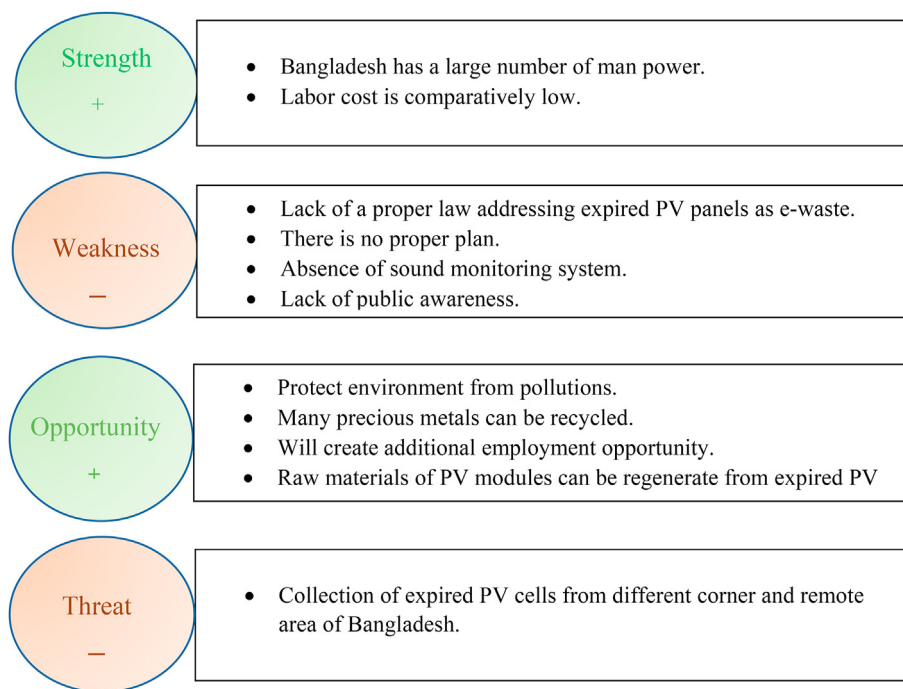 Strength
+
• Bangladesh has a large number of man power.
• Labor cost is comparatively low.
Weakness
–
• Lack of a proper law addressing expired PV panels as e-waste.
• There is no proper plan.
• Absence of sound monitoring system.
• Lack of public awareness.
Opportunity
+
• Protect environment from pollutions.
• Many precious metals can be recycled.
• Will create additional employment opportunity.
• Raw materials of PV modules can be regenerate from expired PV
Threat
–
• Collection of expired PV cells from different corner and remote
area of Bangladesh.